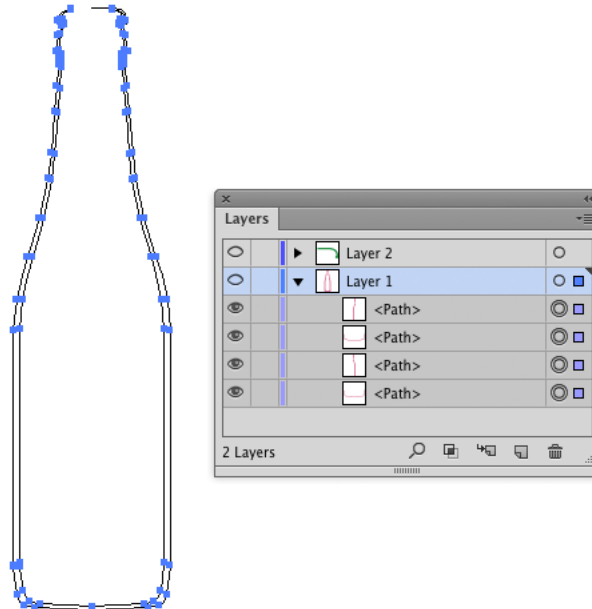 Layers
Layer 2
Layer 1
<Path>
<Path>
<Path>
<Path>
2 Layers